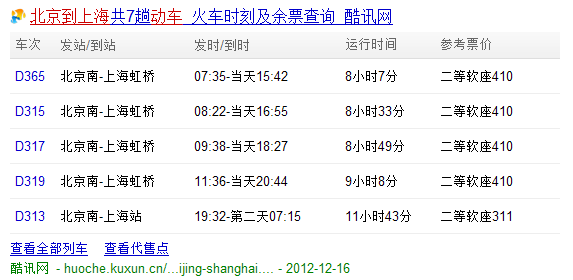 北京到上海共7趟动车_火车时刻及余票查询_酷讯网
车次 发站/到站 发时/到时 运行时间 参考票价
D365 北京南-上海虹桥 07:35-当天15:42 8小时7分 二等软座410
D315 北京南-上海虹桥 08:22-当天16:55 8小时33分 二等软座410
D317 北京南-上海虹桥 09:38-当天18:27 8小时49分 二等软座410
D319 北京南-上海虹桥 11:36-当天20:44 9小时8分 二等软座410
D313 北京南-上海站 19:32-第二天07:15 11小时43分 二等软座311
查看全部列车 查看代售点
酷讯网 - huoche.kuxun.cn/...ijing-shanghai.... - 2012-12-16